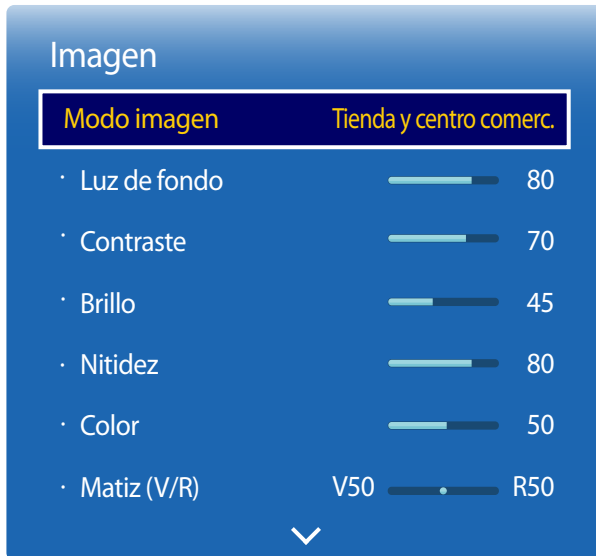 Imagen
Modo imagen Tienda y centro comerc.
· Luz de fondo 80
· Contraste 70
· Brillo 45
· Nitidez 80
· Color 50
· Matiz (V/R) V50 R50